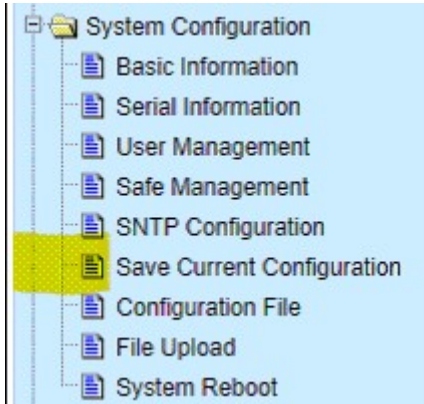 System Configuration
Basic Information
Serial Information
User Management
Safe Management
SNTP Configuration
Save Current Configuration
Configuration File
File Upload
System Reboot